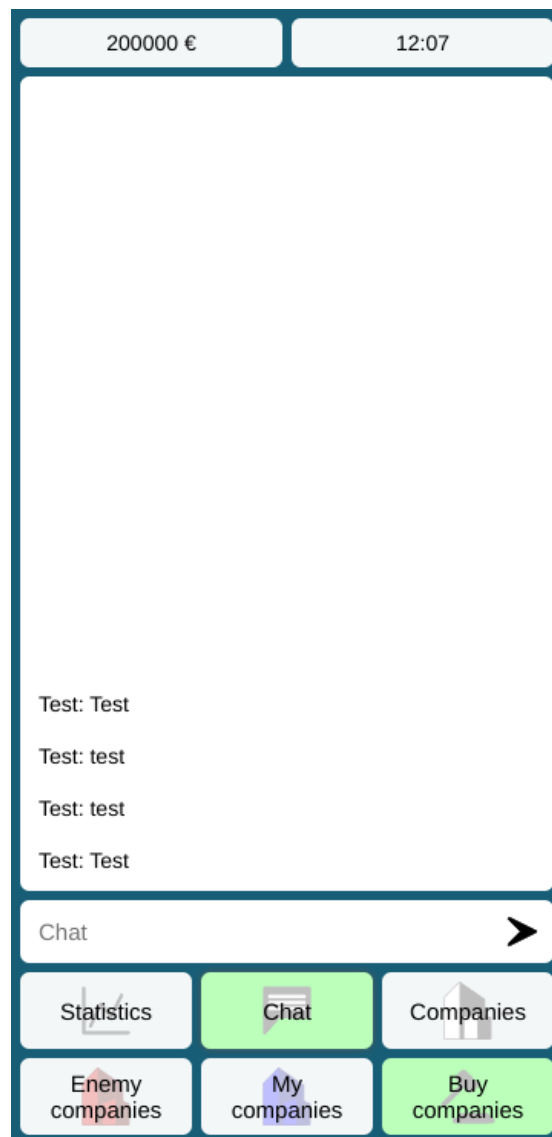 200000 €
12:07
Test: Test
Test: test
Test: test
Test: Test
Chat
Statistics
Chat
Companies
Enemy
companies
My
companies
Buy
companies